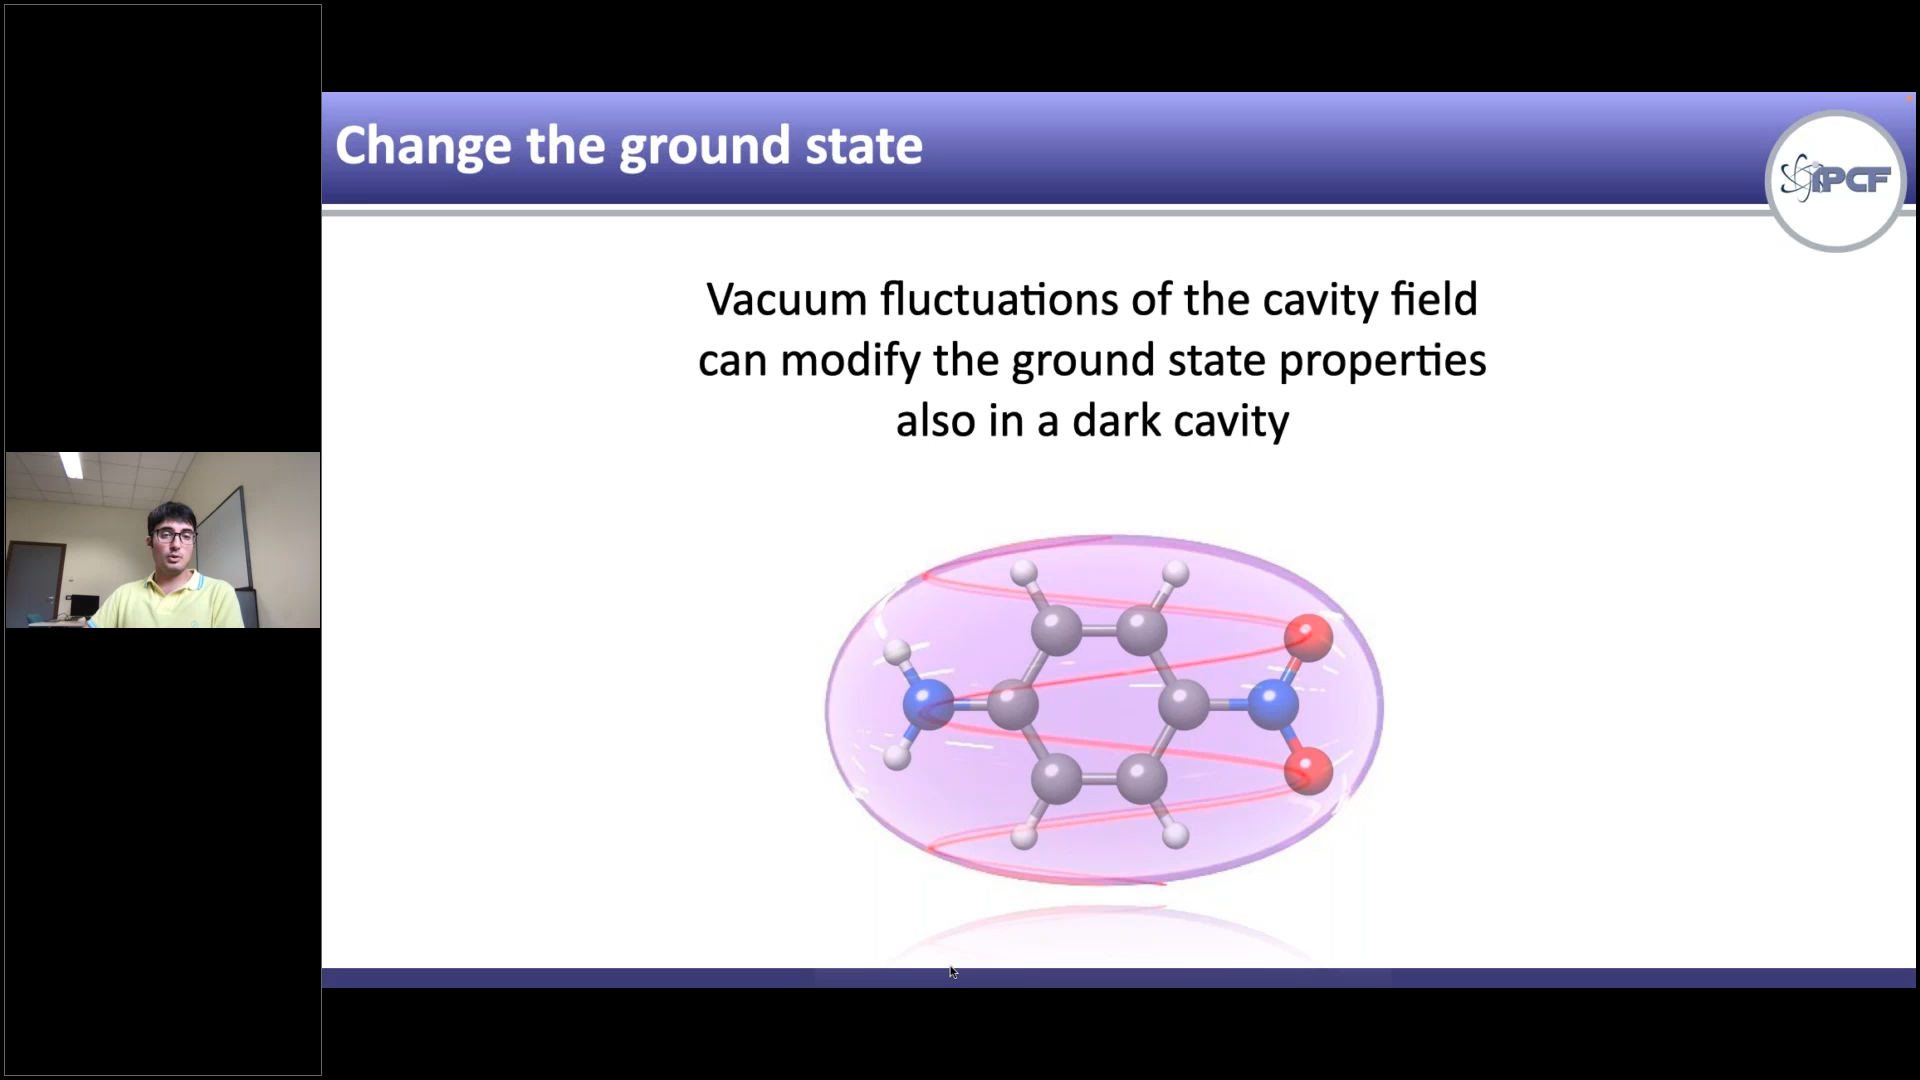 Change the ground state
iPCF
Vacuum fluctuations of the cavity field
can modify the ground state properties
also in a dark cavity